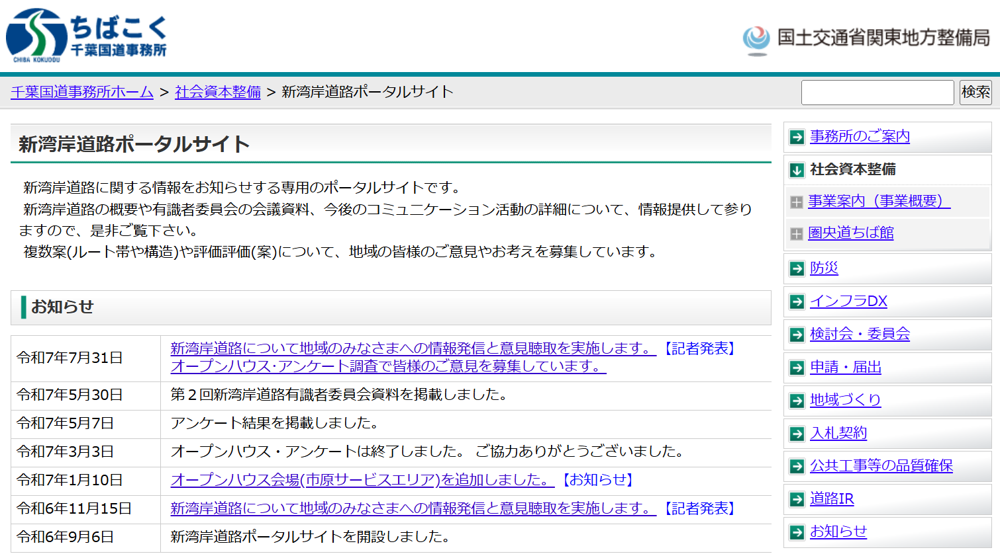 ちばこく
千葉国道事務所
CHIBA KOKUDOU
国土交通省関東地方整備局
千葉国道事務所ホーム > 社会資本整備 > 新湾岸道路ポータルサイト
検索
新湾岸道路ポータルサイト
新湾岸道路に関する情報をお知らせする専用のポータルサイトです。
新湾岸道路の概要や有識者委員会の会議資料、今後のコミュニケーション活動の詳細について、情報提供して参り
ますので、是非ご覧下さい。
複数案(ルート帯や構造)や評価評価(案)について、地域の皆様のご意見やお考えを募集しています。
お知らせ
令和7年7月31日
新湾岸道路について地域のみなさまへの情報発信と意見聴取を実施します。【記者発表】
オープンハウス･アンケート調査で皆様のご意見を募集しています。
令和7年5月30日
第２回新湾岸道路有識者委員会資料を掲載しました。
令和7年5月7日
アンケート結果を掲載しました。
令和7年3月3日
オープンハウス・アンケートは終了しました。 ご協力ありがとうございました。
令和7年1月10日
オープンハウス会場(市原サービスエリア)を追加しました。【お知らせ】
令和6年11月15日
新湾岸道路について地域のみなさまへの情報発信と意見聴取を実施します。【記者発表】
令和6年9月6日
新湾岸道路ポータルサイトを開設しました。
事務所のご案内
社会資本整備
事業案内（事業概要）
圏央道ちば館
防災
インフラDX
検討会・委員会
申請・届出
地域づくり
入札契約
公共工事等の品質確保
道路IR
お知らせ